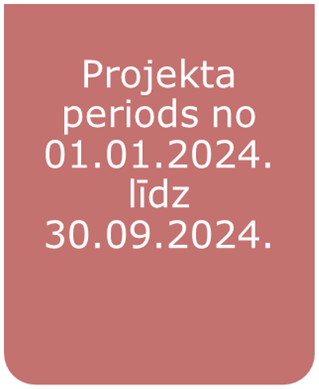 Projekta
periods no
01.01.2024.
līdz
30.09.2024.